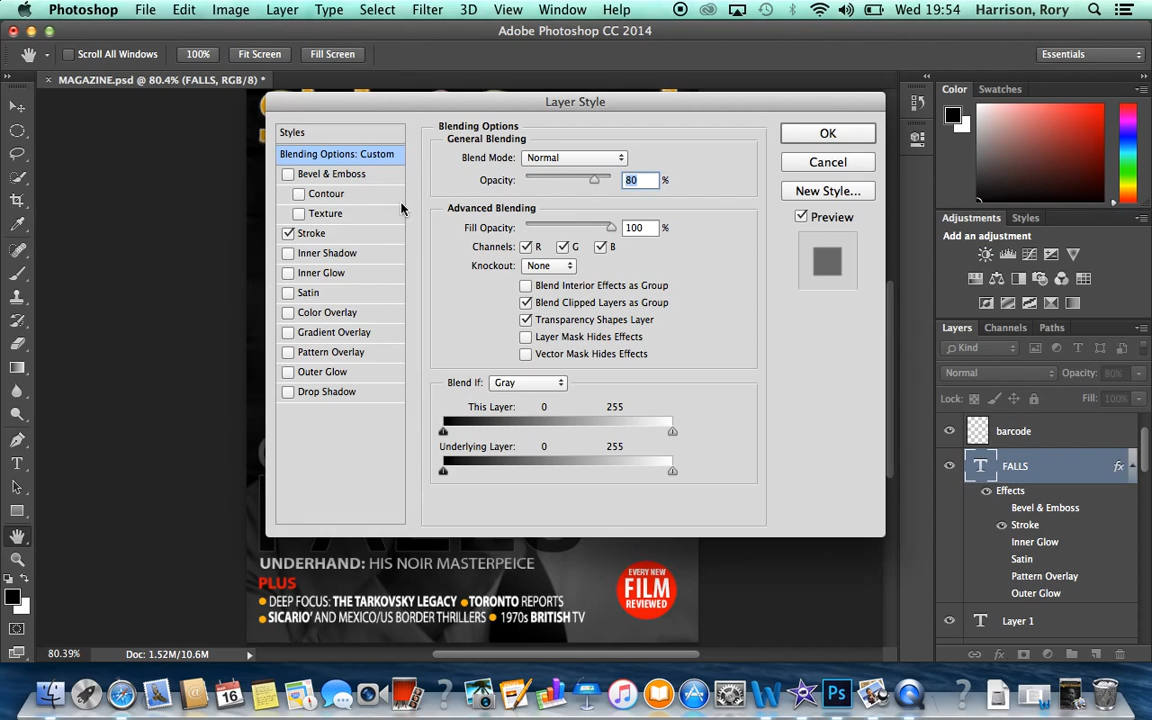 Photoshop File Edit Image Layer Type Select Filter 3D View Window Help Wed 19:54 Harrison, Rory
Adobe Photoshop CC 2014
Scroll All Windows 100% Fit Screen Fill Screen Essentials
MAGAZINE.psd @ 80.4% (FALLS, RGB/8) *
Layer Style
Styles
Blending Options: Custom
Bevel & Emboss
Contour
Texture
Stroke
Inner Shadow
Inner Glow
Satin
Color Overlay
Gradient Overlay
Pattern Overlay
Outer Glow
Drop Shadow
Blending Options
General Blending
Blend Mode: Normal
Opacity: 80 %
Advanced Blending
Fill Opacity: 100 %
Channels: R G B
Knockout: None
Blend Interior Effects as Group
Blend Clipped Layers as Group
Transparency Shapes Layer
Layer Mask Hides Effects
Vector Mask Hides Effects
Blend If: Gray
This Layer: 0 255
Underlying Layer: 0 255
OK
Cancel
New Style...
Preview
Color Swatches
Adjustments Styles
Add an adjustment
Layers Channels Paths
Kind
Normal Opacity: 80%
Lock: Fill: 100%
barcode
T FALLS fx
Effects
Bevel & Emboss
Stroke
Inner Glow
Satin
Pattern Overlay
Outer Glow
T Layer 1
fx
FALLS
UNDERHAND: HIS NOIR MASTERPEICE
PLUS
DEEP FOCUS: THE TARKOVSKY LEGACY TORONTO REPORTS
SICARIO' AND MEXICO/US BORDER THRILLERS 1970s BRITISH TV
EVERY NEW
FILM
REVIEWED
80.39% Doc: 1.52M/10.6M
16
Ps